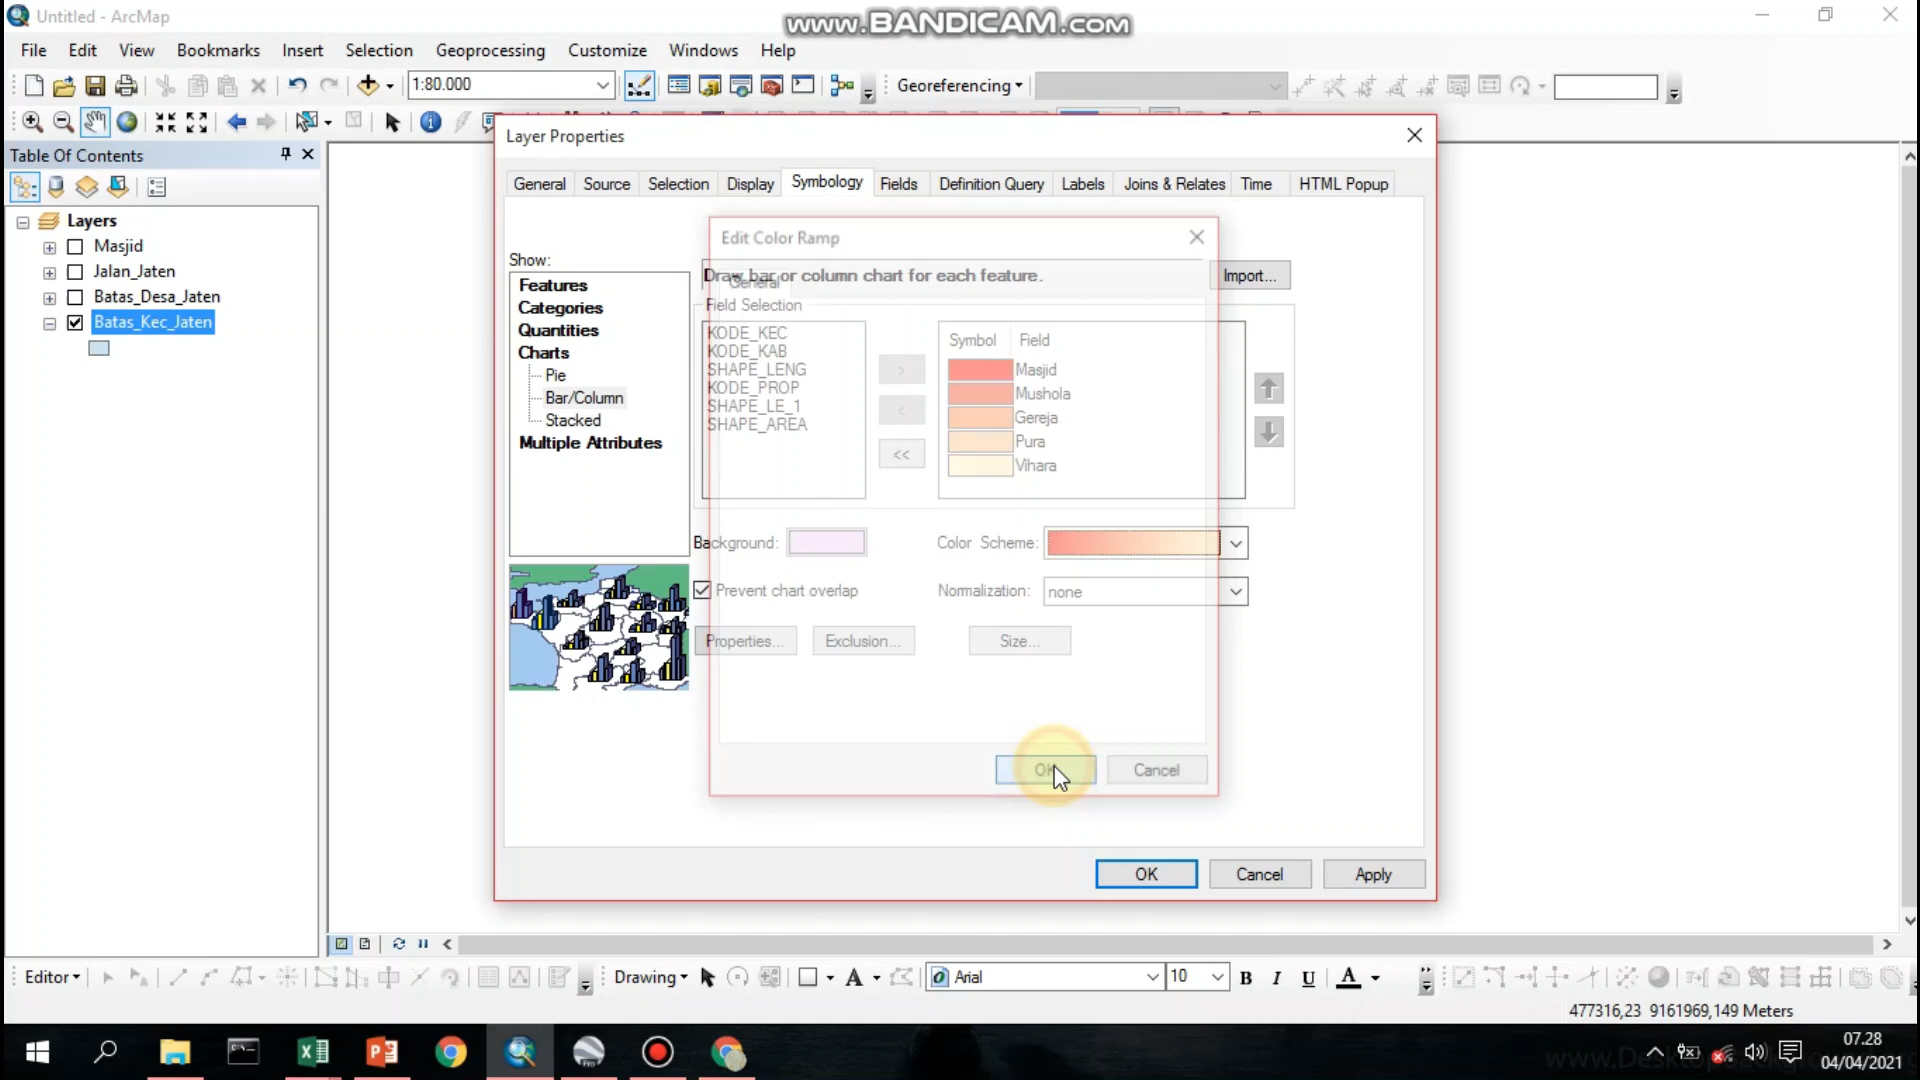 Untitled - ArcMap
www.BANDICAM.com
File Edit View Bookmarks Insert Selection Geoprocessing Customize Windows Help
1:80.000
Georeferencing
Table Of Contents
Layers
Masjid
Jalan_Jaten
Batas_Desa_Jaten
Batas_Kec_Jaten
Layer Properties
General Source Selection Display Symbology Fields Definition Query Labels Joins & Relates Time HTML Popup
Edit Color Ramp
General
Show:
Features
Categories
Quantities
Charts
Pie
Bar/Column
Stacked
Multiple Attributes
Draw bar or column chart for each feature.
Import...
Field Selection
KODE_KEC
KODE_KAB
SHAPE_LENG
KODE_PROP
SHAPE_LE_1
SHAPE_AREA
>
<
<<
Symbol Field
Masjid
Mushola
Gereja
Pura
Vihara
Background:
Color Scheme:
Prevent chart overlap
Normalization: none
Properties... Exclusion... Size...
OK Cancel
OK Cancel Apply
Editor
Drawing
A
Arial
10
B I U A
477316,23 9161969,149 Meters
07.28
04/04/2021